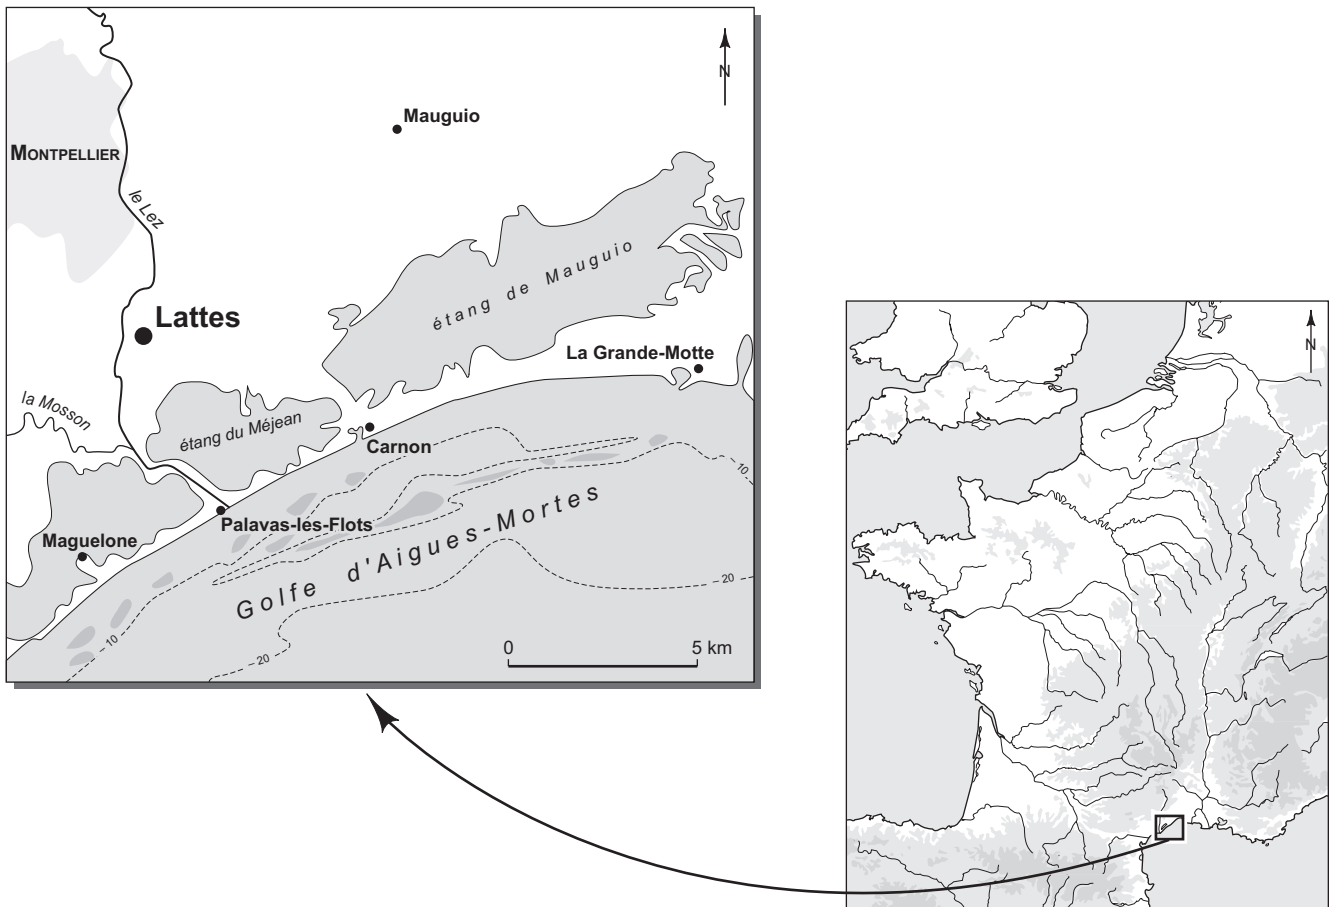 N
Mauguio
MONTPELLIER
le Lez
étang de Mauguio
Lattes
La Grande-Motte
la Mosson
étang du Méjean
Carnon
10
Palavas-les-Flots
Maguelone
Golfe d'Aigues-Mortes
20
10
20
0 5 km
N